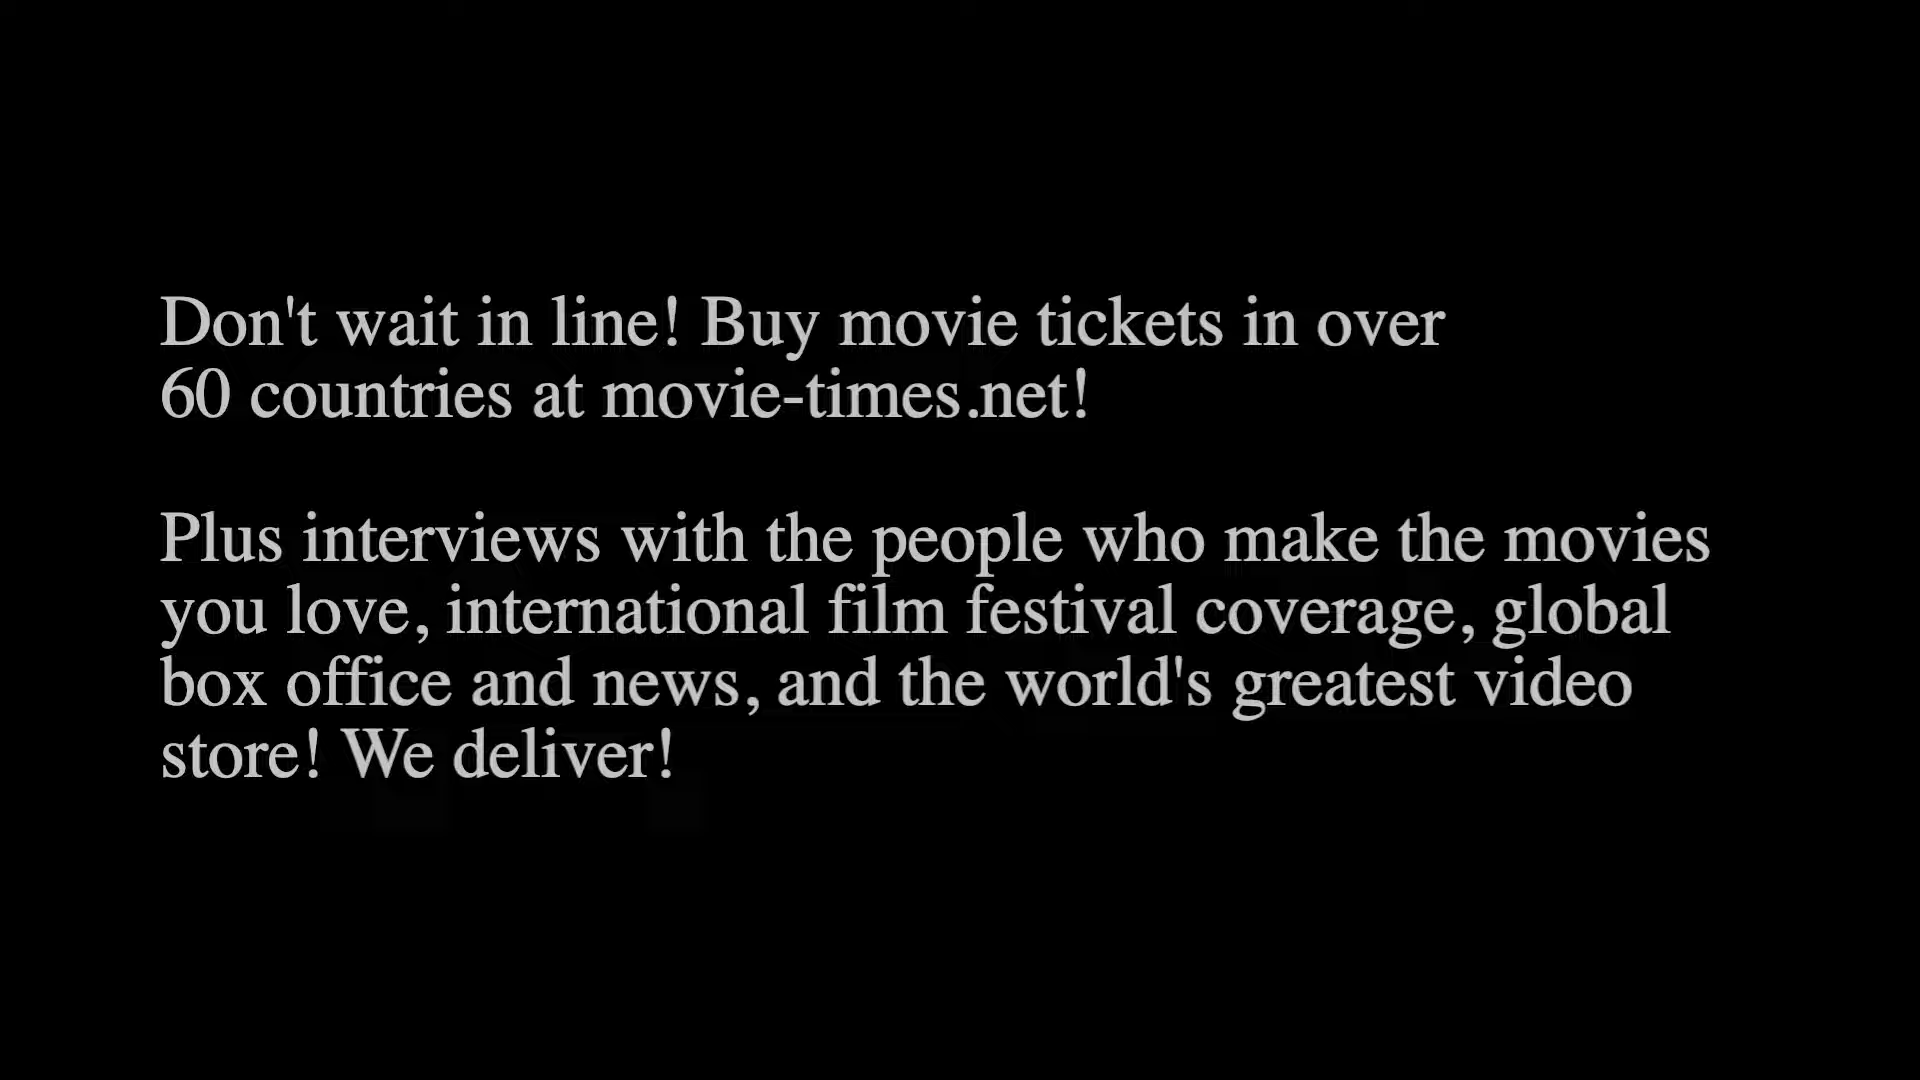 Don't wait in line! Buy movie tickets in over
60 countries at movie-times.net!
Plus interviews with the people who make the movies
you love, international film festival coverage, global
box office and news, and the world's greatest video
store! We deliver!